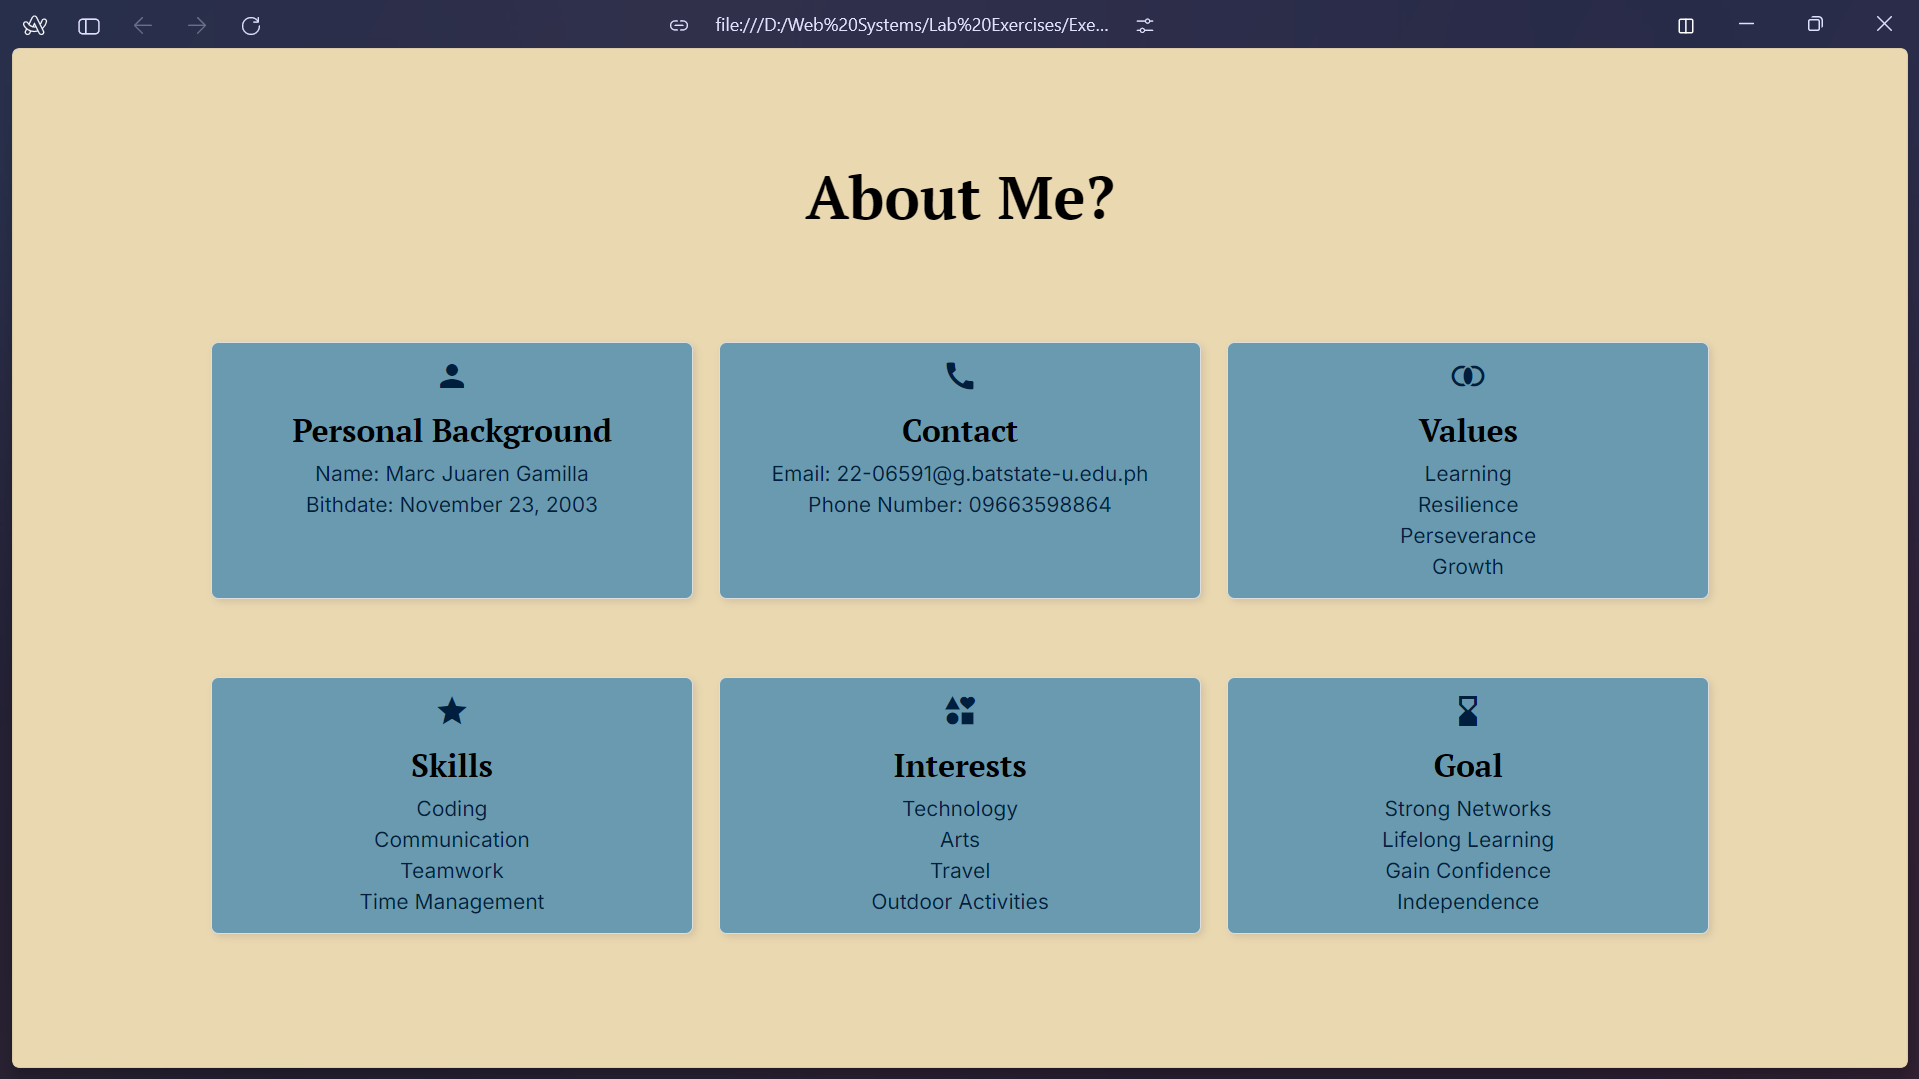 file:///D:/Web%20Systems/Lab%20Exercises/Exe...
About Me?
Personal Background
Name: Marc Juaren Gamilla
Bithdate: November 23, 2003
Contact
Email: 22-06591@g.batstate-u.edu.ph
Phone Number: 09663598864
Values
Learning
Resilience
Perseverance
Growth
Skills
Coding
Communication
Teamwork
Time Management
Interests
Technology
Arts
Travel
Outdoor Activities
Goal
Strong Networks
Lifelong Learning
Gain Confidence
Independence